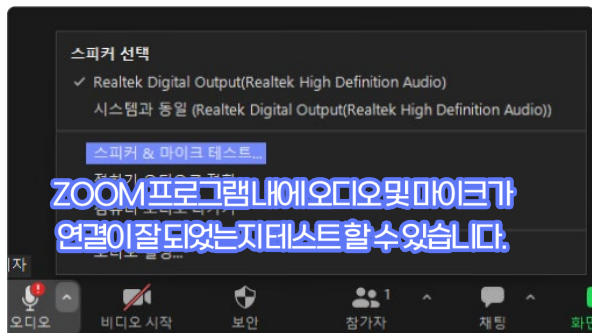 스피커 선택
✓ Realtek Digital Output(Realtek High Definition Audio)
시스템과 동일 (Realtek Digital Output(Realtek High Definition Audio))
스피커 & 마이크 테스트...
ZOOM 프로그램 내에 오디오 및 마이크가
연결이 잘 되었는지 테스트 할 수 있습니다.
자
오디오
비디오 시작
보안
참가자
1
채팅